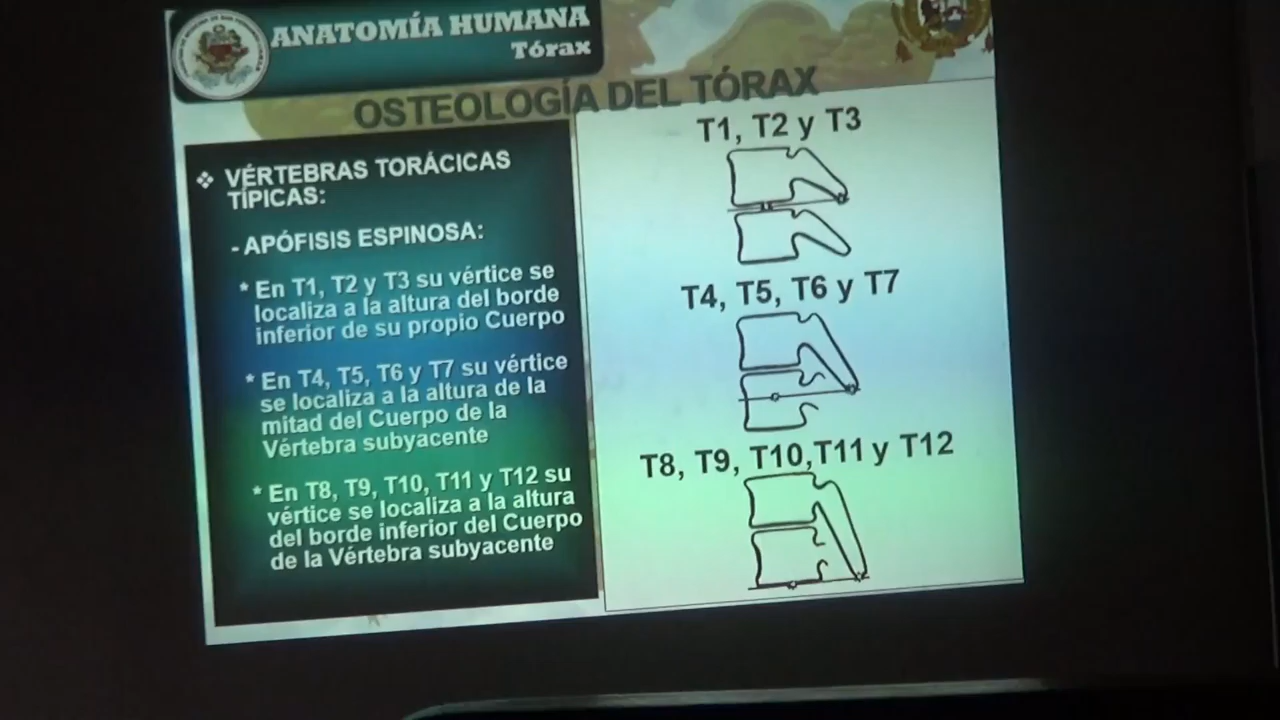 ANATOMÍA HUMANA
Tórax
OSTEOLOGÍA DEL TÓRAX
❖ VÉRTEBRAS TORÁCICAS
TÍPICAS:
- APÓFISIS ESPINOSA:
* En T1, T2 y T3 su vértice se
localiza a la altura del borde
inferior de su propio Cuerpo
* En T4, T5, T6 y T7 su vértice
se localiza a la altura de la
mitad del Cuerpo de la
Vértebra subyacente
* En T8, T9, T10, T11 y T12 su
vértice se localiza a la altura
del borde inferior del Cuerpo
de la Vértebra subyacente
T1, T2 y T3
T4, T5, T6 y T7
T8, T9, T10,T11 y T12